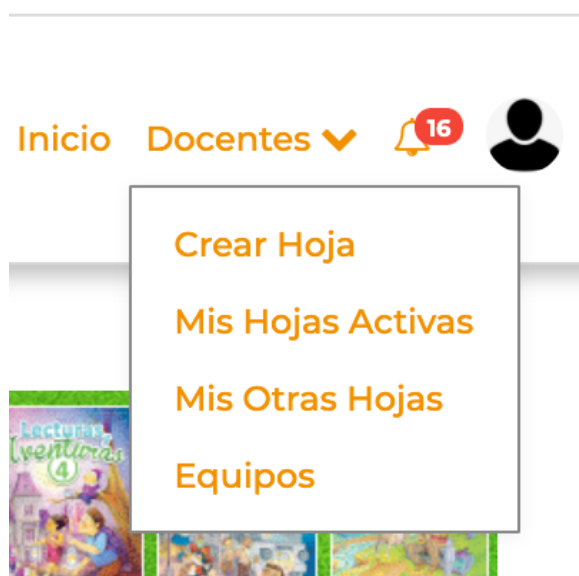 Inicio Docentes 16
Crear Hoja
Mis Hojas Activas
Mis Otras Hojas
Equipos
Lecturas
Aventuras
4